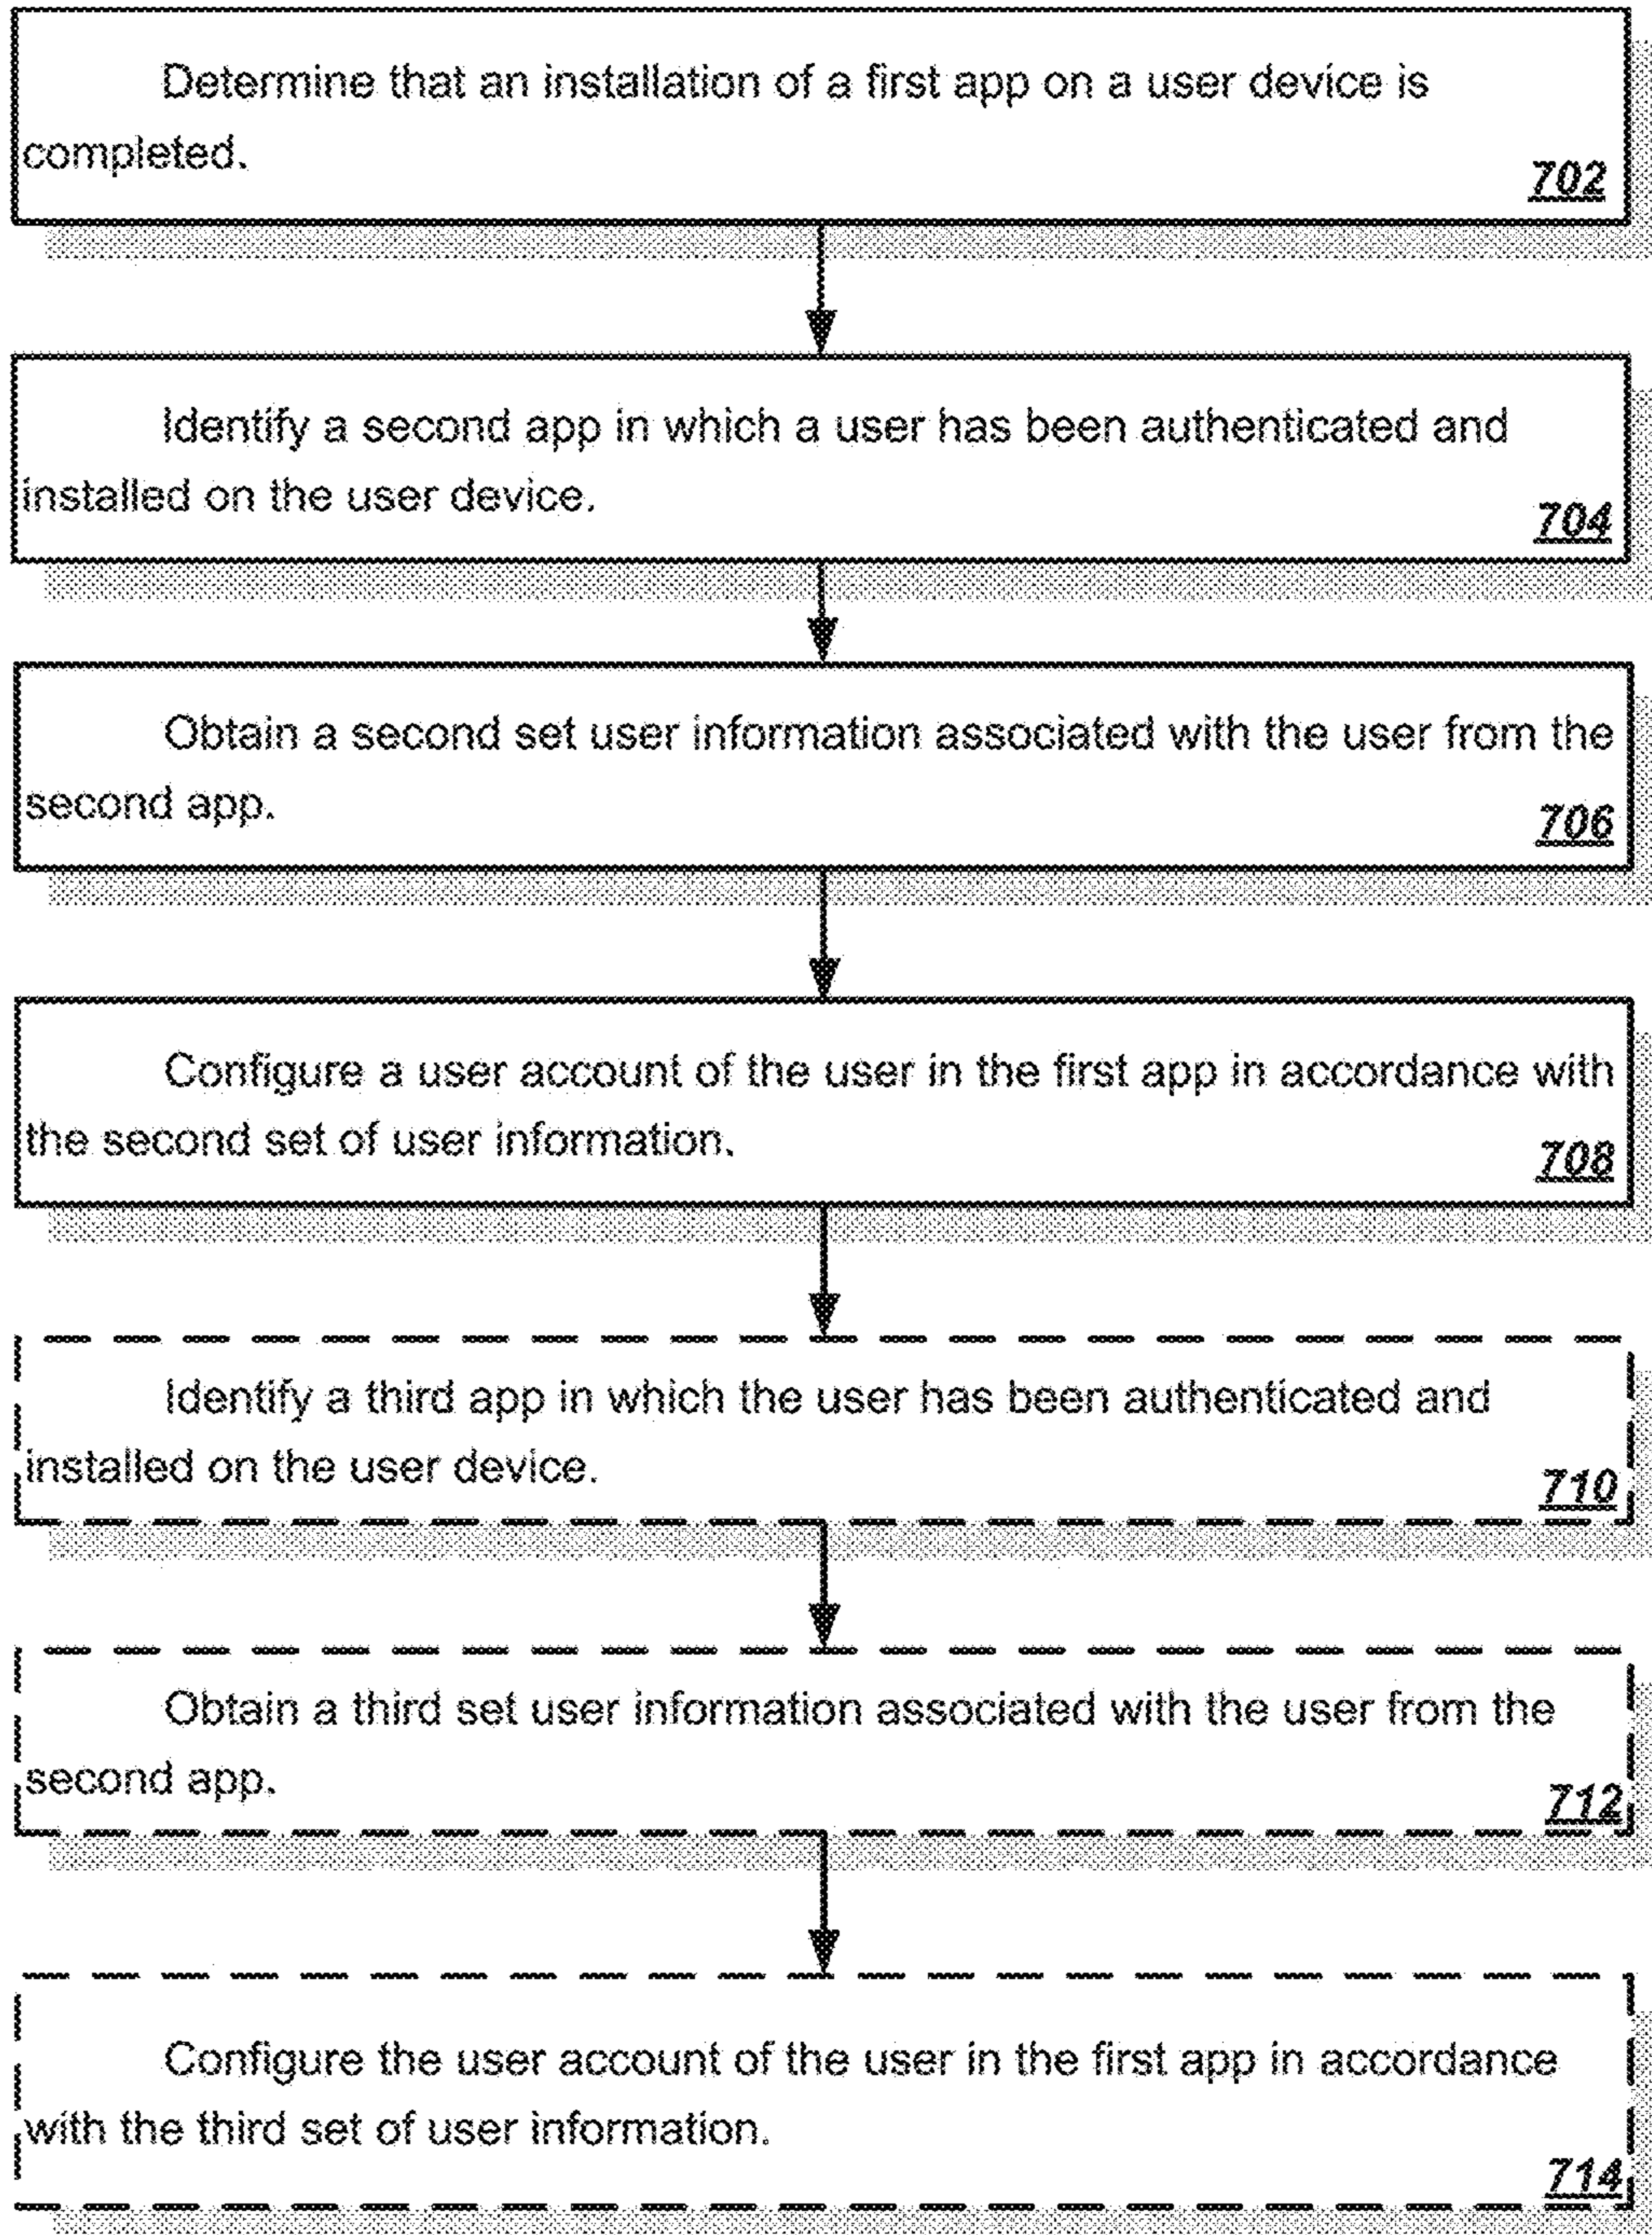 Determine that an installation of a first app on a user device is
completed.
702
Identify a second app in which a user has been authenticated and
installed on the user device.
704
Obtain a second set user information associated with the user from the
second app.
706
Configure a user account of the user in the first app in accordance with
the second set of user information.
708
Identify a third app in which the user has been authenticated and
installed on the user device.
710
Obtain a third set user information associated with the user from the
second app.
712
Configure the user account of the user in the first app in accordance
with the third set of user information.
714